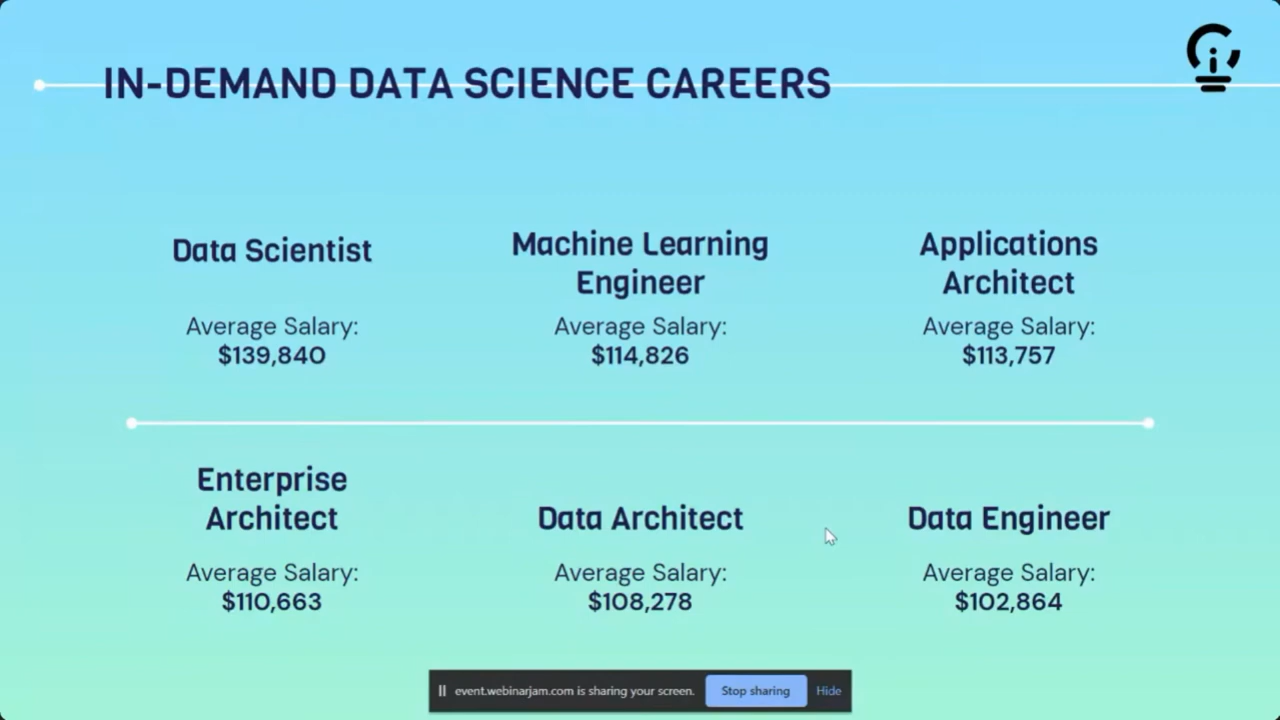 IN-DEMAND DATA SCIENCE CAREERS
Data Scientist
Average Salary:
$139,840
Machine Learning
Engineer
Average Salary:
$114,826
Applications
Architect
Average Salary:
$113,757
Enterprise
Architect
Average Salary:
$110,663
Data Architect
Average Salary:
$108,278
Data Engineer
Average Salary:
$102,864
event.webinarjam.com is sharing your screen.
Stop sharing
Hide